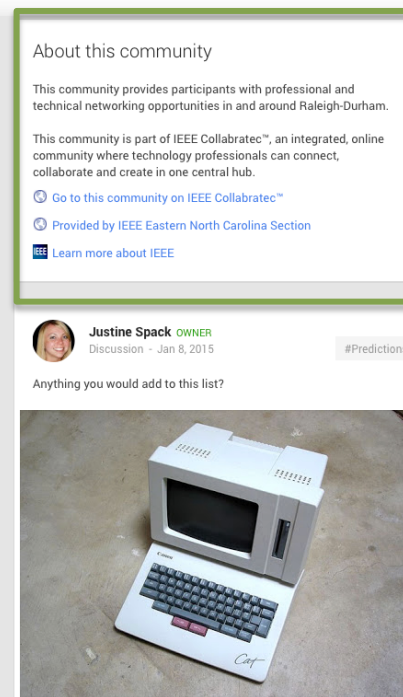 About this community
This community provides participants with professional and
technical networking opportunities in and around Raleigh-Durham.
This community is part of IEEE Collabratec™, an integrated, online
community where technology professionals can connect,
collaborate and create in one central hub.
Go to this community on IEEE Collabratec™
Provided by IEEE Eastern North Carolina Section
IEEE Learn more about IEEE
Justine Spack OWNER
Discussion - Jan 8, 2015
#Prediction
Anything you would add to this list?
Canon
Cat